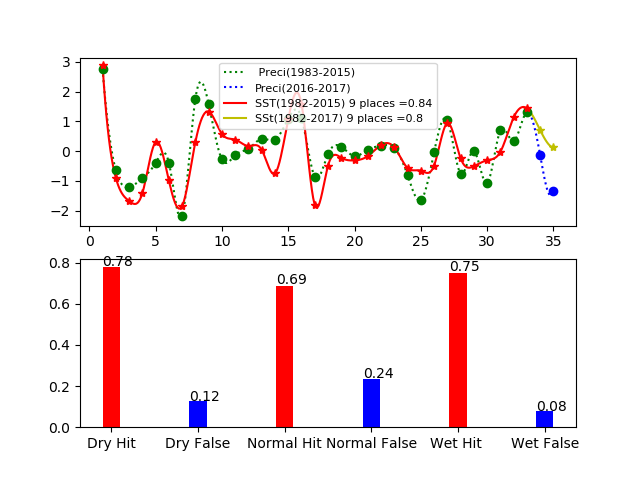 3
2
1
0
−1
−2
Preci(1983-2015)
Preci(2016-2017)
SST(1982-2015) 9 places =0.84
SSt(1982-2017) 9 places =0.8
0 5 10 15 20 25 30 35
0.8
0.6
0.4
0.2
0.0
0.78
0.12
0.69
0.24
0.75
0.08
Dry Hit Dry False Normal Hit Normal False Wet Hit Wet False